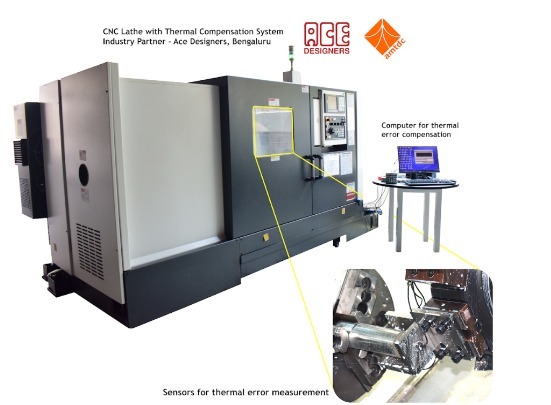 CNC Lathe with Thermal Compensation System
Industry Partner - Ace Designers, Bengaluru
ACE
DESIGNERS
amtdc
Computer for thermal
error compensation
Sensors for thermal error measurement